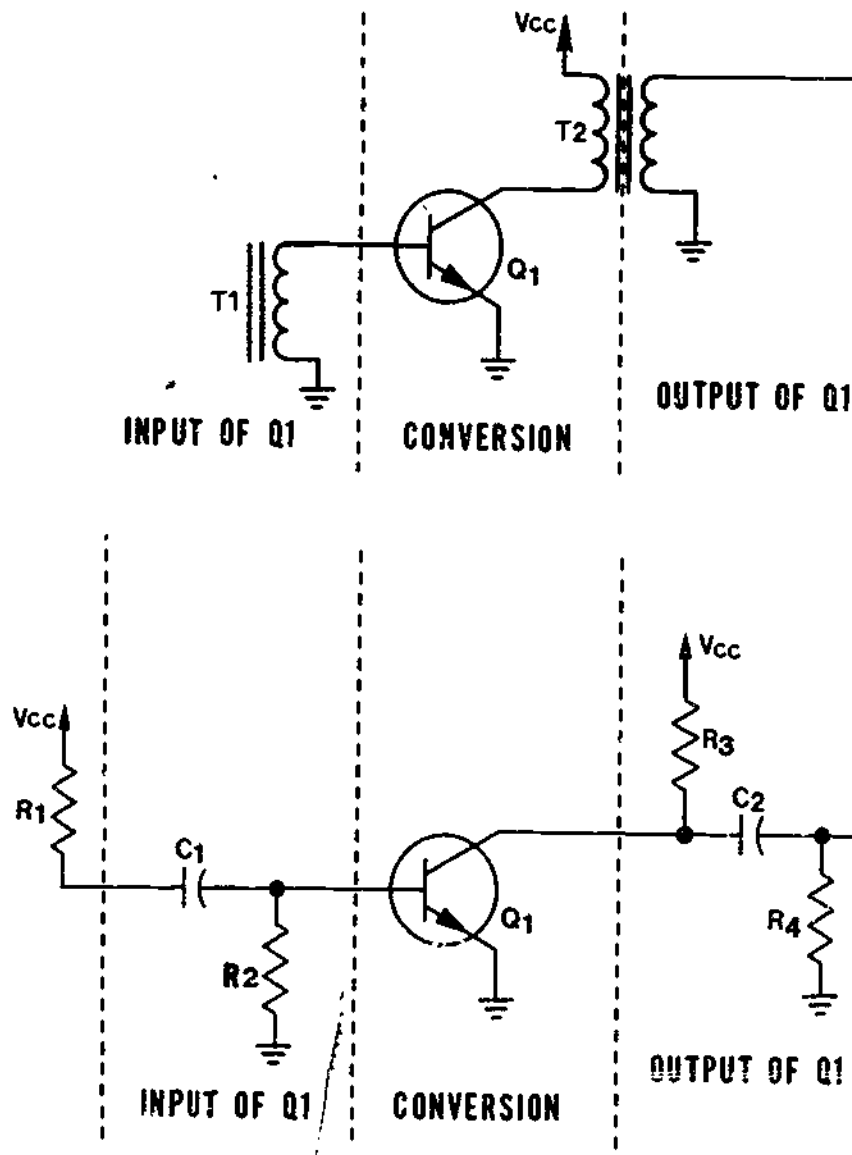 Vcc
T2
Q1
T1
INPUT OF Q1
CONVERSION
OUTPUT OF Q1
Vcc
Vcc
R3
R1
C1
C2
Q1
R2
R4
INPUT OF Q1
CONVERSION
OUTPUT OF Q1